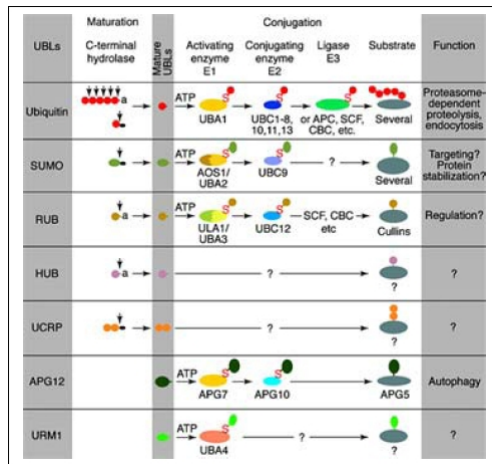 Maturation
Conjugation
UBLs
C-terminal
hydrolase
Mature
UBLs
Activating
enzyme
E1
Conjugating
enzyme
E2
Ligase
E3
Substrate
Function
Ubiquitin
a
ATP
S
UBA1
S
UBC1-8,
10,11,13
S
or APC, SCF,
CBC, etc.
Several
Proteasome-
dependent
proteolysis,
endocytosis
SUMO
ATP
S
AOS1/
UBA2
S
UBC9
?
Several
Targeting?
Protein
stabilization?
RUB
a
ATP
S
ULA1/
UBA3
S
UBC12
SCF, CBC
etc
Cullins
Regulation?
HUB
a
?
?
?
UCRP
?
?
?
APG12
ATP
S
APG7
S
APG10
APG5
Autophagy
URM1
ATP
S
UBA4
?
?
?